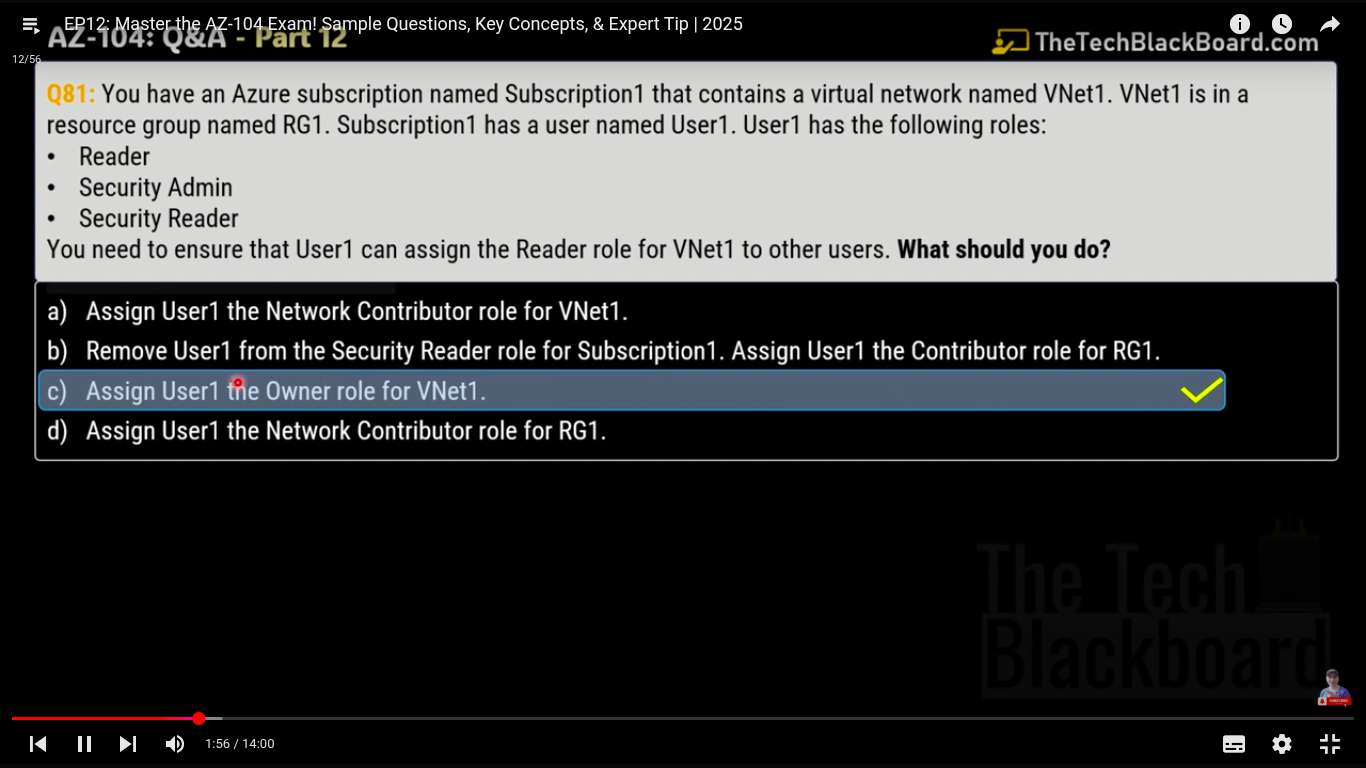 EP12: Master the AZ-104 Exam! Sample Questions, Key Concepts, & Expert Tip | 2025
AZ-104: Q&A - Part 12
TheTechBlackBoard.com
12/56
Q81: You have an Azure subscription named Subscription1 that contains a virtual network named VNet1. VNet1 is in a
resource group named RG1. Subscription1 has a user named User1. User1 has the following roles:
• Reader
• Security Admin
• Security Reader
You need to ensure that User1 can assign the Reader role for VNet1 to other users. What should you do?
a) Assign User1 the Network Contributor role for VNet1.
b) Remove User1 from the Security Reader role for Subscription1. Assign User1 the Contributor role for RG1.
c) Assign User1 the Owner role for VNet1.
d) Assign User1 the Network Contributor role for RG1.
The Tech
Blackboard
1:56 / 14:00